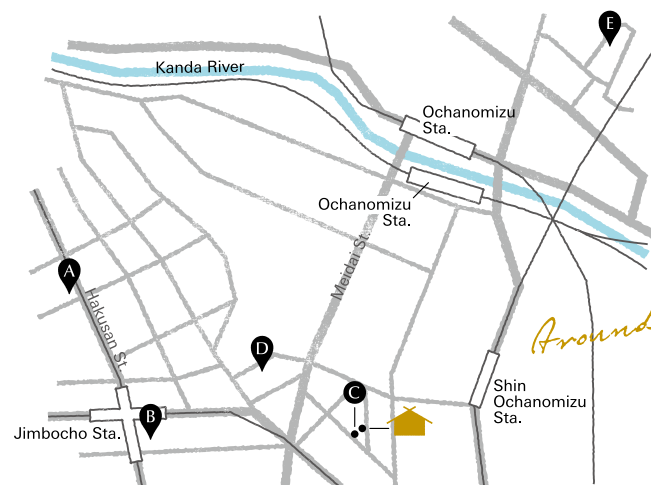 E
Kanda River
Ochanomizu
Sta.
Ochanomizu
Sta.
Meidai St.
A
Hakusan St.
Around
D
C
Shin
Ochanomizu
Sta.
B
Jimbocho Sta.